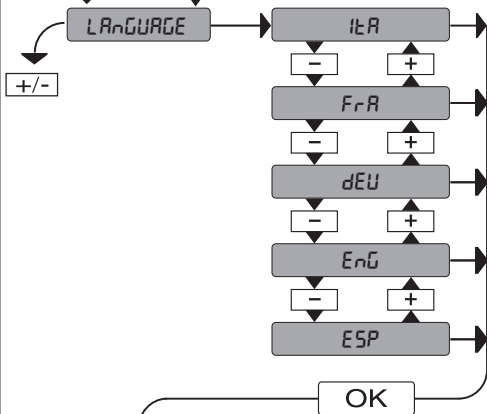 LAnGUAGE
ItA
- +
+/-
FrA
- +
dEU
- +
EnG
- +
ESP
OK